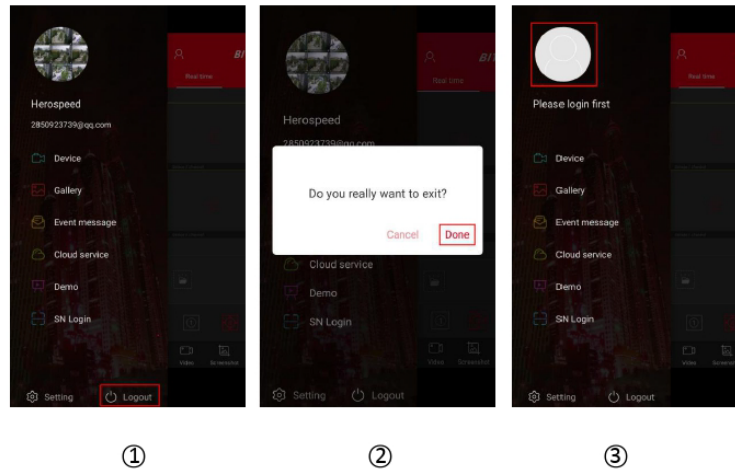 BI
Real time
Herospeed
2850923739@qq.com
Device
Gallery
Event message
Cloud service
Demo
SN Login
Video Screenshot
Setting
Logout
①
BIT
Real time
Herospeed
2850923739@qq.com
Do you really want to exit?
Cancel
Done
Cloud service
Demo
SN Login
Video Screenshot
Setting
Logout
②
Real time
Please login first
Device
Gallery
Event message
Cloud service
Demo
SN Login
Video Screensh
Setting
Logout
③